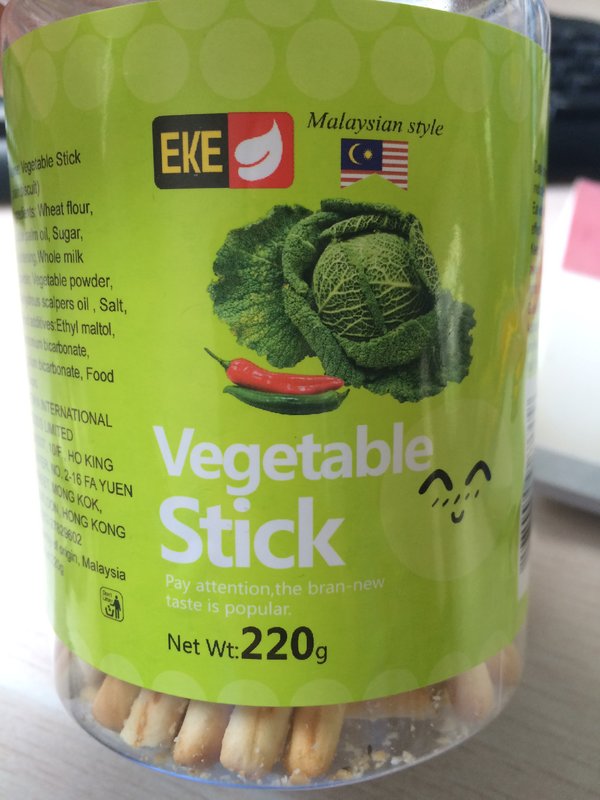 EKE
Malaysian style
Vegetable Stick
Wheat flour,
oil, Sugar,
Whole milk
Vegetable powder,
scalpers oil , Salt,
Ethyl maltol,
bicarbonate,
bicarbonate, Food
INTERNATIONAL
LIMITED
HO KING
NO. 2-16 FA YUEN
MONG KOK,
HONG KONG
origin, Malaysia
Vegetable
Stick
Pay attention,the bran-new
taste is popular.
Net Wt:220g